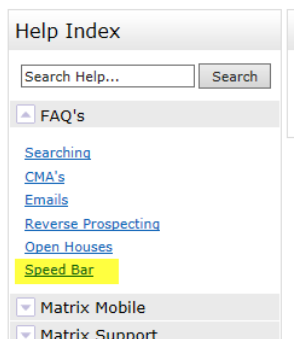 Help Index
Search Help... Search
FAQ's
Searching
CMA's
Emails
Reverse Prospecting
Open Houses
Speed Bar
Matrix Mobile
Matrix Support